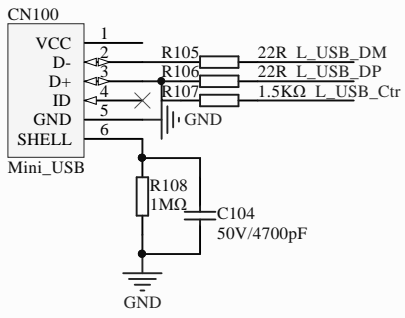 CN100
VCC 1
D- 2 R105 22R L_USB_DM
D+ 3 R106 22R L_USB_DP
ID 4 R107 1.5KΩ L_USB_Ctr
GND 5 GND
SHELL 6
Mini_USB
R108
1MΩ
C104
50V/4700pF
GND